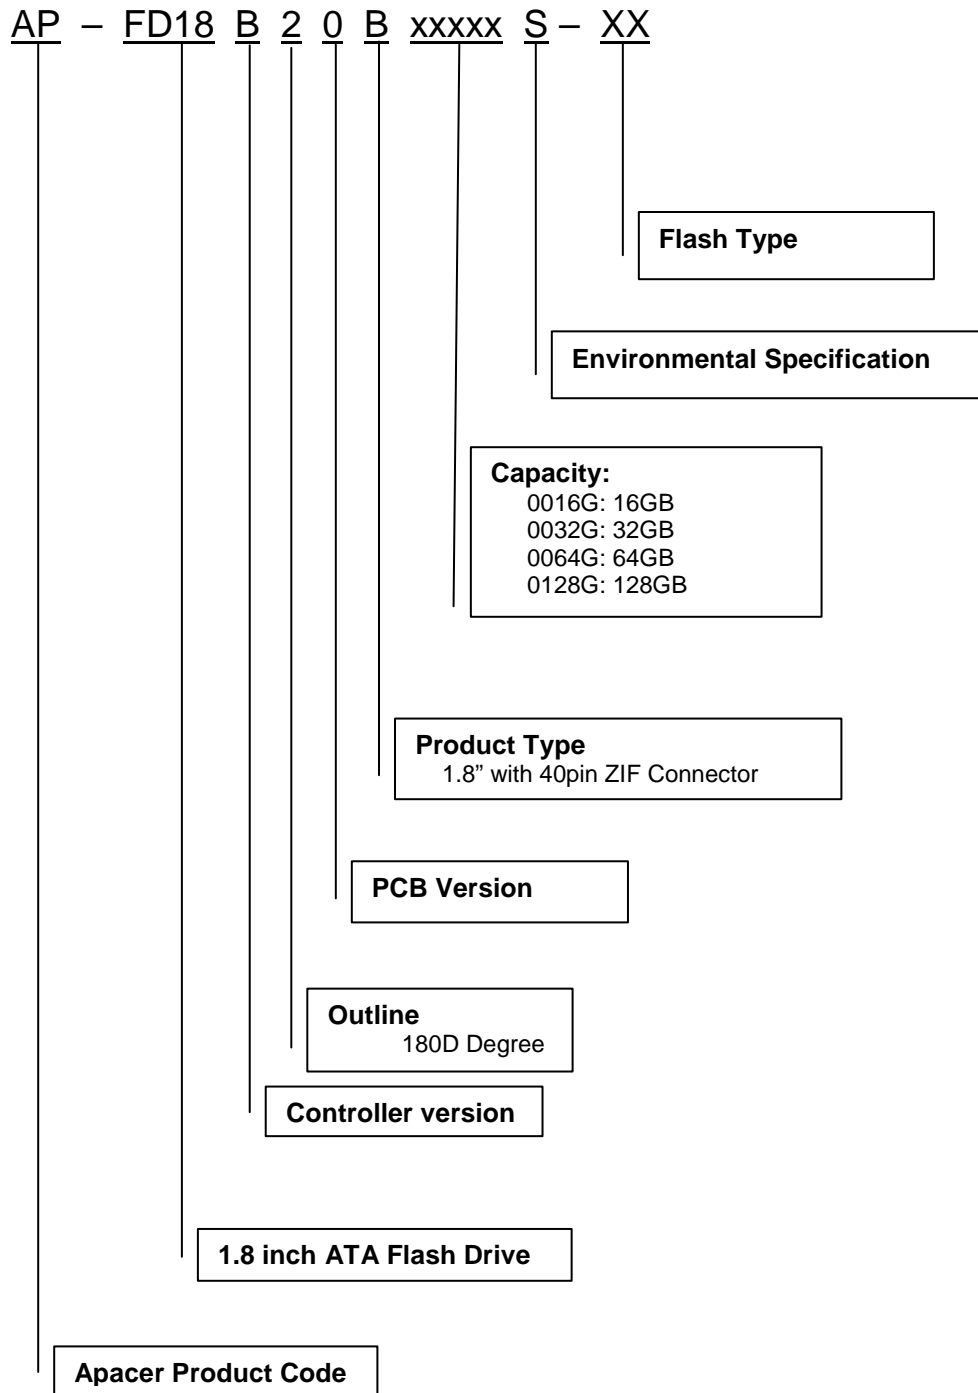 AP – FD18 B 2 0 B xxxxx S – XX
Flash Type
Environmental Specification
Capacity:
0016G: 16GB
0032G: 32GB
0064G: 64GB
0128G: 128GB
Product Type
1.8” with 40pin ZIF Connector
PCB Version
Outline
180D Degree
Controller version
1.8 inch ATA Flash Drive
Apacer Product Code